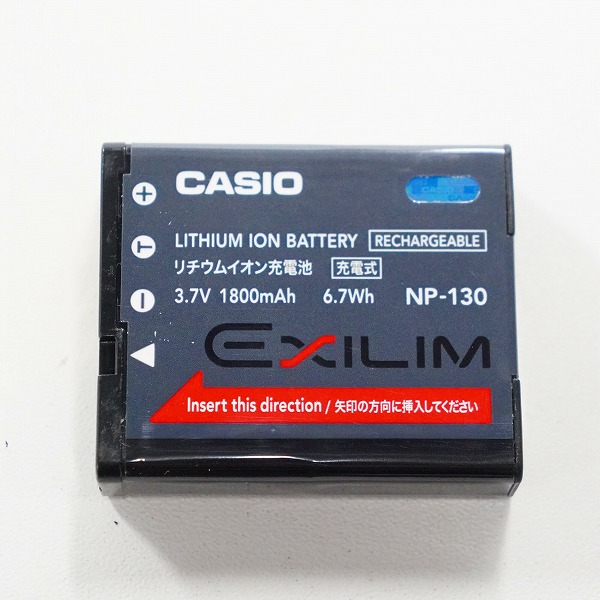 CASIO
CASIO
+
T
−
LITHIUM ION BATTERY RECHARGEABLE
リチウムイオン充電池 充電式
3.7V 1800mAh 6.7Wh NP-130
EXILIM
Insert this direction / 矢印の方向に挿入してください